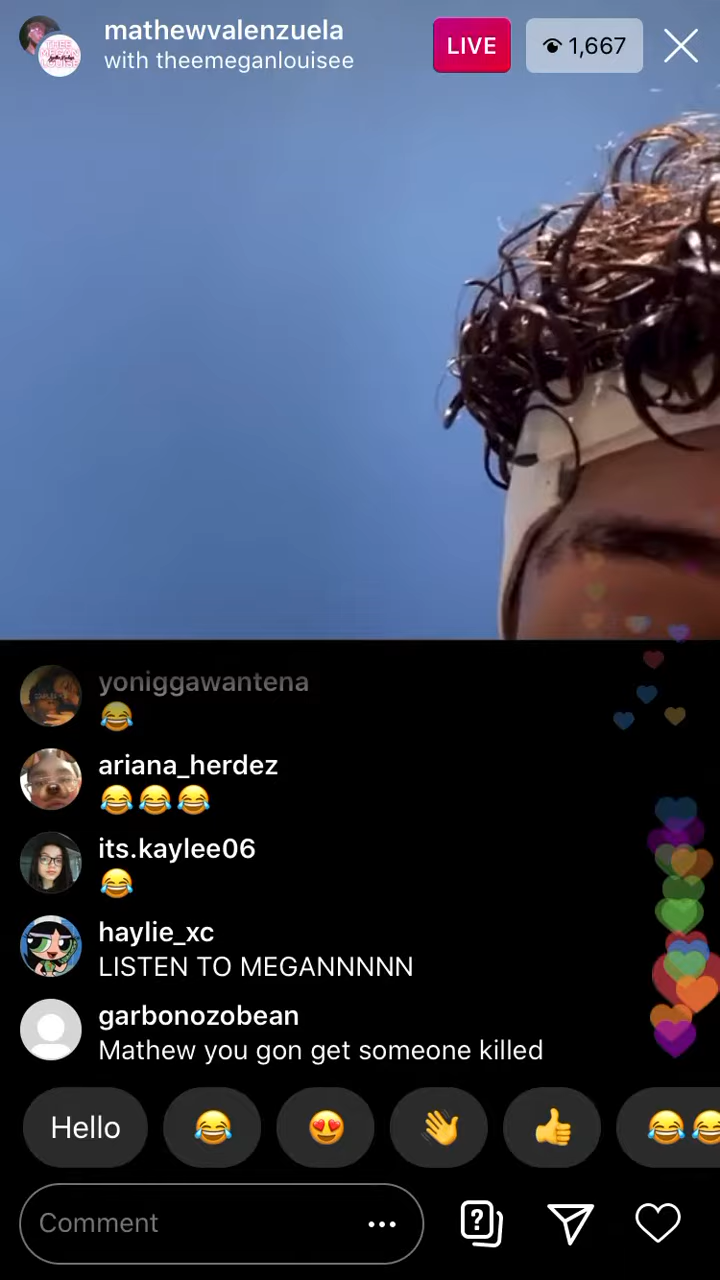 mathewvalenzuela
with theemeganlouisee
LIVE
1,667
yoniggawantena
😂
ariana_herdez
😂😂😂
its.kaylee06
😂
haylie_xc
LISTEN TO MEGANNNNN
garbonozobean
Mathew you gon get someone killed
Hello 😂 😍 👋 👍 😂😂
Comment